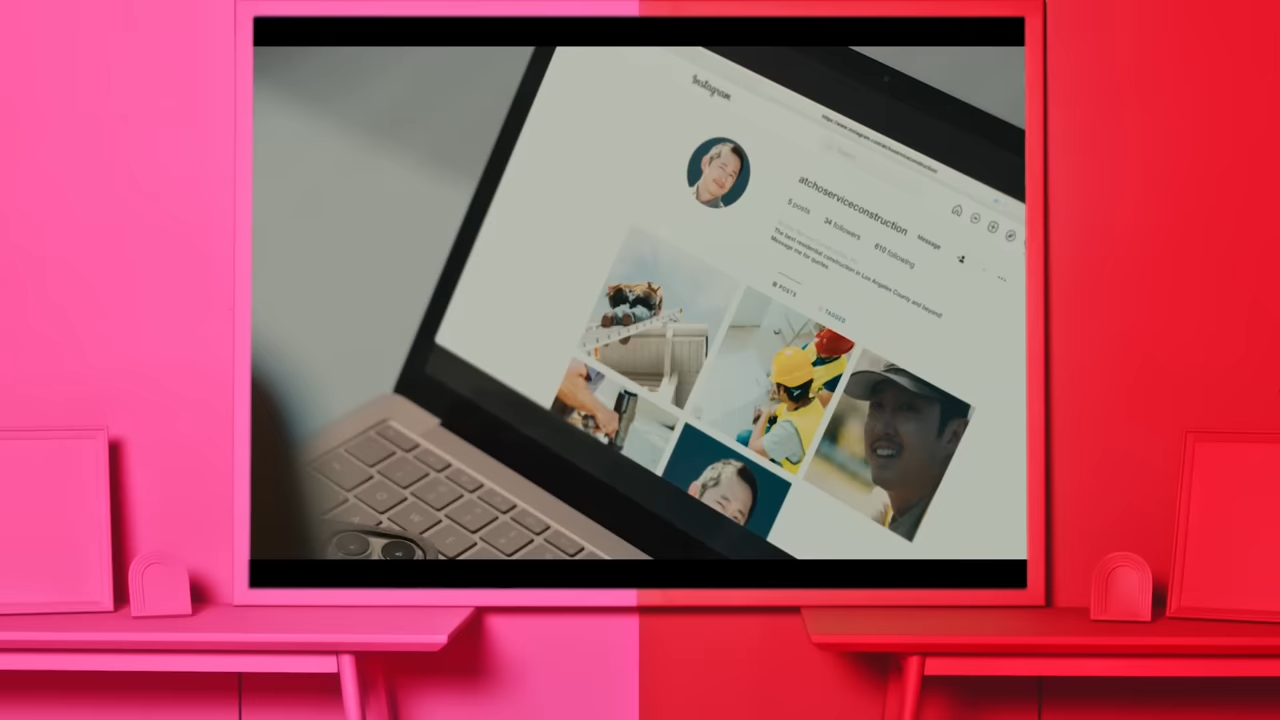 Instagram
atchoserviceconstruction
Message
5 posts 34 followers 610 following
The best residential construction in Los Angeles County and beyond!
Message me for quotes.
POSTS TAGGED
Q
W